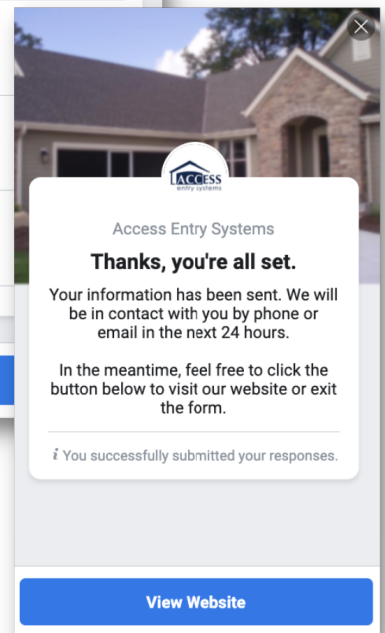 ACCESS
entry systems
Access Entry Systems
Thanks, you're all set.
Your information has been sent. We will
be in contact with you by phone or
email in the next 24 hours.
In the meantime, feel free to click the
button below to visit our website or exit
the form.
i You successfully submitted your responses.
View Website